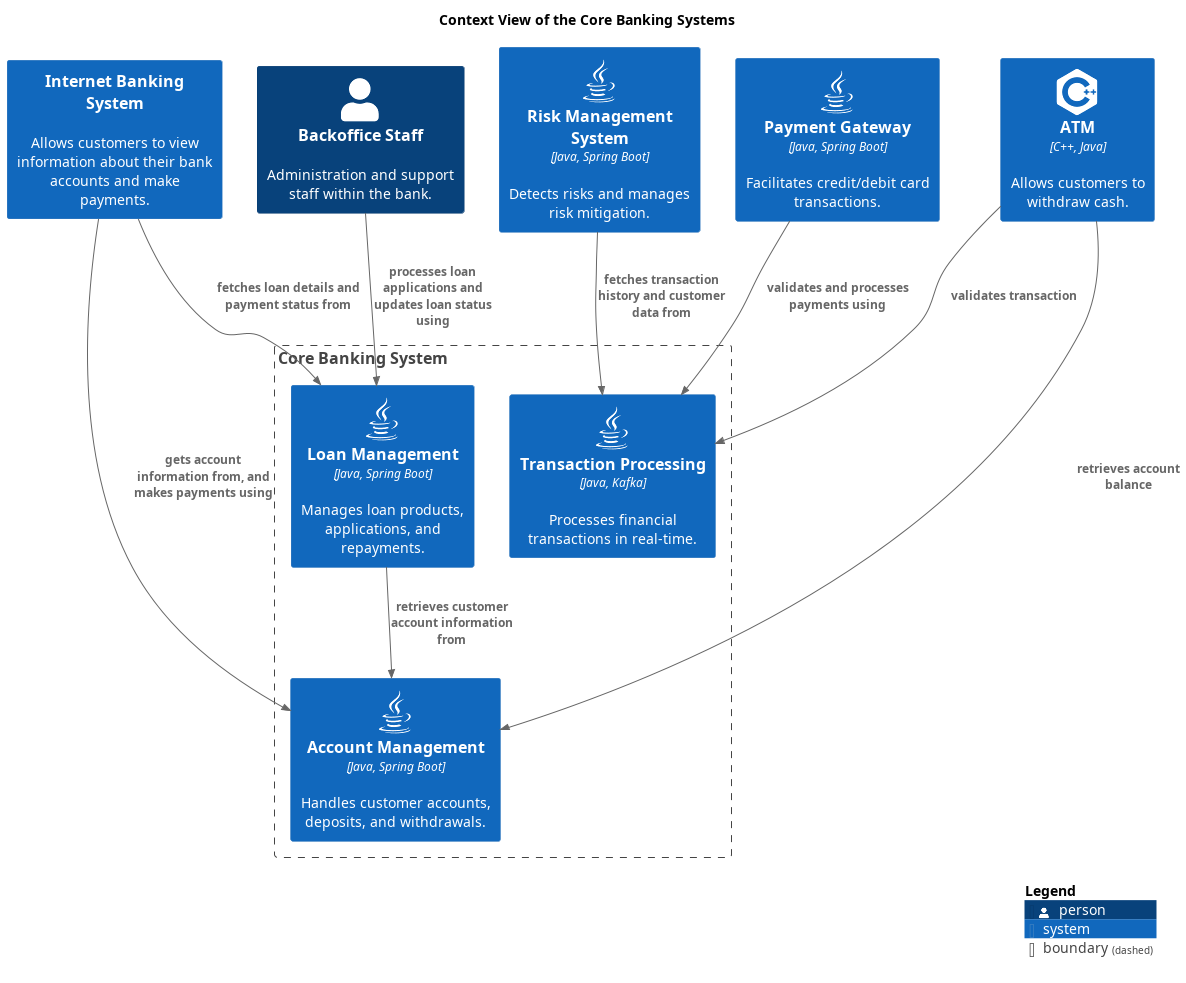 Context View of the Core Banking Systems
Internet Banking
System
Allows customers to view
information about their bank
accounts and make
payments.
Backoffice Staff
Administration and support
staff within the bank.
Risk Management
System
[Java, Spring Boot]
Detects risks and manages
risk mitigation.
Payment Gateway
[Java, Spring Boot]
Facilitates credit/debit card
transactions.
C++
ATM
[C++, Java]
Allows customers to
withdraw cash.
fetches loan details and
payment status from
processes loan
applications and
updates loan status
using
fetches transaction
history and customer
data from
validates and processes
payments using
validates transaction
Core Banking System
Loan Management
[Java, Spring Boot]
Manages loan products,
applications, and
repayments.
Transaction Processing
[Java, Kafka]
Processes financial
transactions in real-time.
gets account
information from, and
makes payments using
retrieves account
balance
retrieves customer
account information
from
Account Management
[Java, Spring Boot]
Handles customer accounts,
deposits, and withdrawals.
Legend
person
system
boundary (dashed)